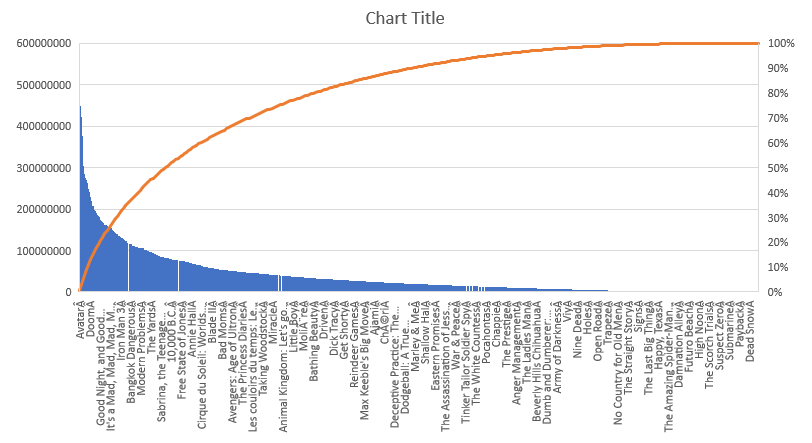 Chart Title
600000000
500000000
400000000
300000000
200000000
100000000
0
100%
90%
80%
70%
60%
50%
40%
30%
20%
10%
0%
AvatarÂ
DoomÂ
Good Night, and Good…
It's a Mad, Mad, Mad, M…
Iron Man 3Â
Bangkok DangerousÂ
Modern ProblemsÂ
The YardsÂ
Sabrina, the Teenage…
10,000 B.C.Â
Free State of JonesÂ
Annie HallÂ
Cirque du Soleil: Worlds…
Blade IIÂ
Bad MomsÂ
Avengers: Age of UltronÂ
The Princess DiariesÂ
Les couloirs du temps: Le…
Taking WoodstockÂ
MiracleÂ
Animal Kingdom: Let's go…
Little BoyÂ
MoliÃ¨reÂ
Bathing BeautyÂ
DrivenÂ
Dick TracyÂ
Get ShortyÂ
Reindeer GamesÂ
Max Keeble's Big MoveÂ
AjamiÂ
ChÃ©riÂ
Deceptive Practice: The…
Dodgeball: A True…
Marley & MeÂ
Shallow HalÂ
Eastern PromisesÂ
The Assassination of Jess…
War & PeaceÂ
Tinker Tailor Soldier SpyÂ
The White CountessÂ
PocahontasÂ
ChappieÂ
The PrestigeÂ
Anger ManagementÂ
The Ladies ManÂ
Beverly Hills ChihuahuaÂ
Dumb and Dumberer:…
Army of DarknessÂ
ViyÂ
Nine DeadÂ
HolesÂ
Open RoadÂ
TrapezeÂ
No Country for Old MenÂ
The Straight StoryÂ
SignsÂ
The Last Big ThingÂ
Happy, TexasÂ
The Amazing Spider-Man…
Damnation AlleyÂ
Futuro BeachÂ
High NoonÂ
The Scorch TrialsÂ
Suspect ZeroÂ
SubmarineÂ
PaybackÂ
Dead SnowÂ